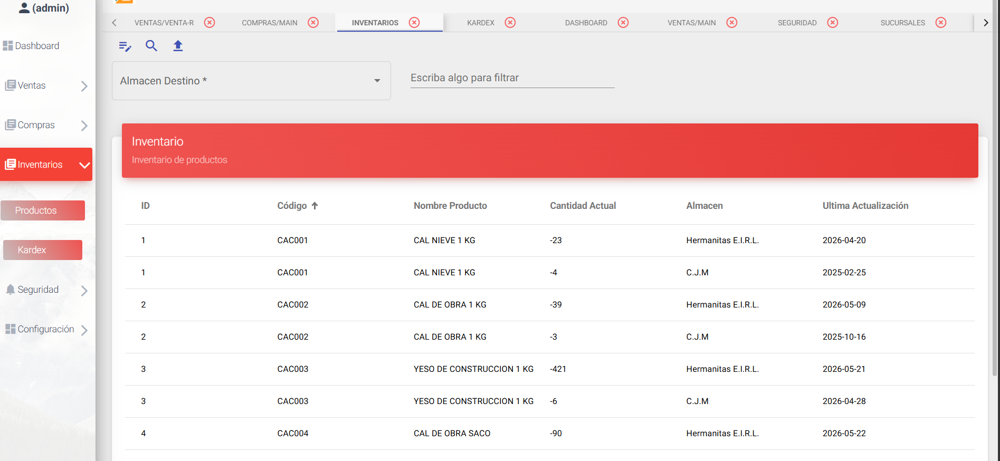 (admin)
Dashboard
Ventas
Compras
Inventarios
Productos
Kardex
Seguridad
Configuración
VENTAS/VENTA-R COMPRAS/MAIN INVENTARIOS KARDEX DASHBOARD VENTAS/MAIN SEGURIDAD SUCURSALES
Almacen Destino *
Escriba algo para filtrar
Inventario
Inventario de productos
ID Código Nombre Producto Cantidad Actual Almacen Ultima Actualización
1 CAC001 CAL NIEVE 1 KG -23 Hermanitas E.I.R.L. 2026-04-20
1 CAC001 CAL NIEVE 1 KG -4 C.J.M 2025-02-25
2 CAC002 CAL DE OBRA 1 KG -39 Hermanitas E.I.R.L. 2026-05-09
2 CAC002 CAL DE OBRA 1 KG -3 C.J.M 2025-10-16
3 CAC003 YESO DE CONSTRUCCION 1 KG -421 Hermanitas E.I.R.L. 2026-05-21
3 CAC003 YESO DE CONSTRUCCION 1 KG -6 C.J.M 2026-04-28
4 CAC004 CAL DE OBRA SACO -90 Hermanitas E.I.R.L. 2026-05-22